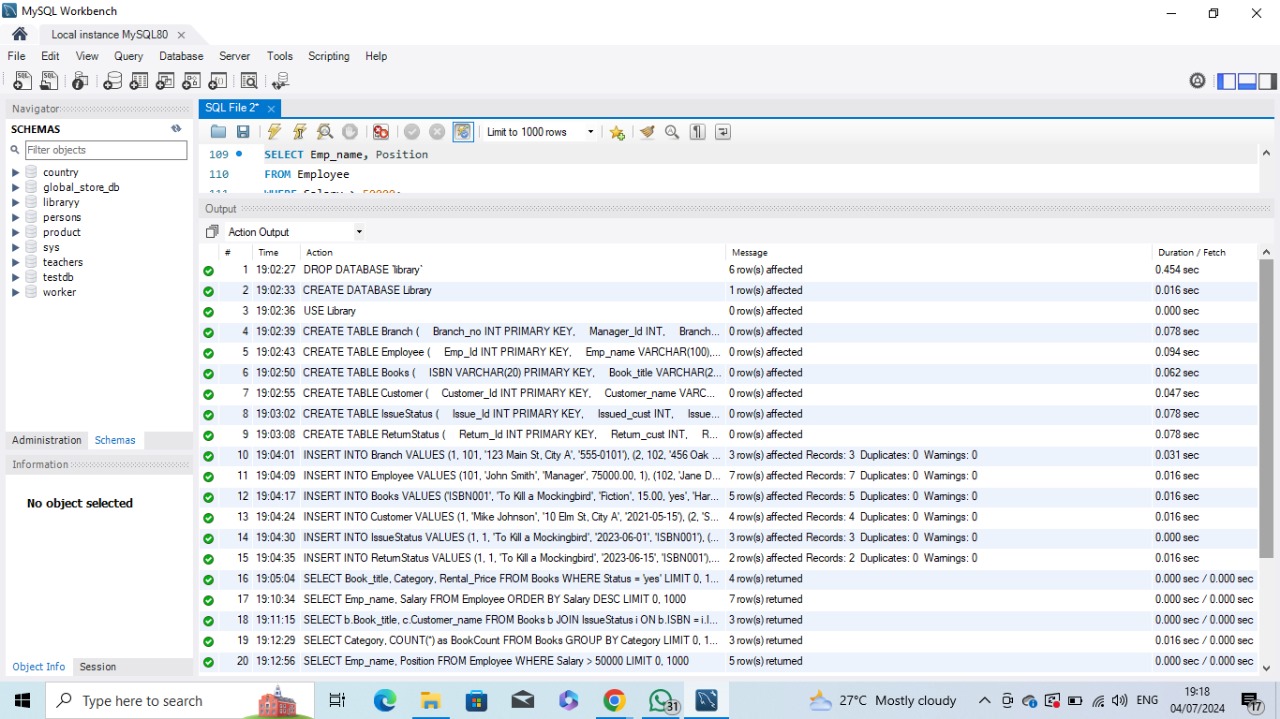 MySQL Workbench
Local instance MySQL80
File Edit View Query Database Server Tools Scripting Help
Navigator
SCHEMAS
Filter objects
country
global_store_db
libraryy
persons
product
sys
teachers
testdb
worker
Administration Schemas
Information
No object selected
Object Info Session
SQL File 2*
Limit to 1000 rows
109 SELECT Emp_name, Position
110 FROM Employee
111 WHERE Salary > 50000;
Output
Action Output
# Time Action Message Duration / Fetch
1 19:02:27 DROP DATABASE `library` 6 row(s) affected 0.454 sec
2 19:02:33 CREATE DATABASE Library 1 row(s) affected 0.016 sec
3 19:02:36 USE Library 0 row(s) affected 0.000 sec
4 19:02:39 CREATE TABLE Branch ( Branch_no INT PRIMARY KEY, Manager_Id INT, Branch... 0 row(s) affected 0.078 sec
5 19:02:43 CREATE TABLE Employee ( Emp_Id INT PRIMARY KEY, Emp_name VARCHAR(100),... 0 row(s) affected 0.094 sec
6 19:02:50 CREATE TABLE Books ( ISBN VARCHAR(20) PRIMARY KEY, Book_title VARCHAR(2... 0 row(s) affected 0.062 sec
7 19:02:55 CREATE TABLE Customer ( Customer_Id INT PRIMARY KEY, Customer_name VARC... 0 row(s) affected 0.047 sec
8 19:03:02 CREATE TABLE IssueStatus ( Issue_Id INT PRIMARY KEY, Issued_cust INT, Issue... 0 row(s) affected 0.078 sec
9 19:03:08 CREATE TABLE ReturnStatus ( Return_Id INT PRIMARY KEY, Return_cust INT, R... 0 row(s) affected 0.078 sec
10 19:04:01 INSERT INTO Branch VALUES (1, 101, '123 Main St, City A', '555-0101'), (2, 102, '456 Oak ... 3 row(s) affected Records: 3 Duplicates: 0 Warnings: 0 0.031 sec
11 19:04:09 INSERT INTO Employee VALUES (101, 'John Smith', 'Manager', 75000.00, 1), (102, 'Jane D... 7 row(s) affected Records: 7 Duplicates: 0 Warnings: 0 0.016 sec
12 19:04:17 INSERT INTO Books VALUES ('ISBN001', 'To Kill a Mockingbird', 'Fiction', 15.00, 'yes', 'Har... 5 row(s) affected Records: 5 Duplicates: 0 Warnings: 0 0.016 sec
13 19:04:24 INSERT INTO Customer VALUES (1, 'Mike Johnson', '10 Elm St, City A', '2021-05-15'), (2, 'S... 4 row(s) affected Records: 4 Duplicates: 0 Warnings: 0 0.016 sec
14 19:04:30 INSERT INTO IssueStatus VALUES (1, 1, 'To Kill a Mockingbird', '2023-06-01', 'ISBN001'), (... 3 row(s) affected Records: 3 Duplicates: 0 Warnings: 0 0.000 sec
15 19:04:35 INSERT INTO ReturnStatus VALUES (1, 1, 'To Kill a Mockingbird', '2023-06-15', 'ISBN001'),... 2 row(s) affected Records: 2 Duplicates: 0 Warnings: 0 0.016 sec
16 19:05:04 SELECT Book_title, Category, Rental_Price FROM Books WHERE Status = 'yes' LIMIT 0, 1... 4 row(s) returned 0.000 sec / 0.000 sec
17 19:10:34 SELECT Emp_name, Salary FROM Employee ORDER BY Salary DESC LIMIT 0, 1000 7 row(s) returned 0.000 sec / 0.000 sec
18 19:11:15 SELECT b.Book_title, c.Customer_name FROM Books b JOIN IssueStatus i ON b.ISBN = i.I... 3 row(s) returned 0.000 sec / 0.000 sec
19 19:12:29 SELECT Category, COUNT(*) as BookCount FROM Books GROUP BY Category LIMIT 0, 1... 3 row(s) returned 0.016 sec / 0.000 sec
20 19:12:56 SELECT Emp_name, Position FROM Employee WHERE Salary > 50000 LIMIT 0, 1000 5 row(s) returned 0.000 sec / 0.000 sec
Type here to search
31
27°C Mostly cloudy
ENG
19:18
04/07/2024
17